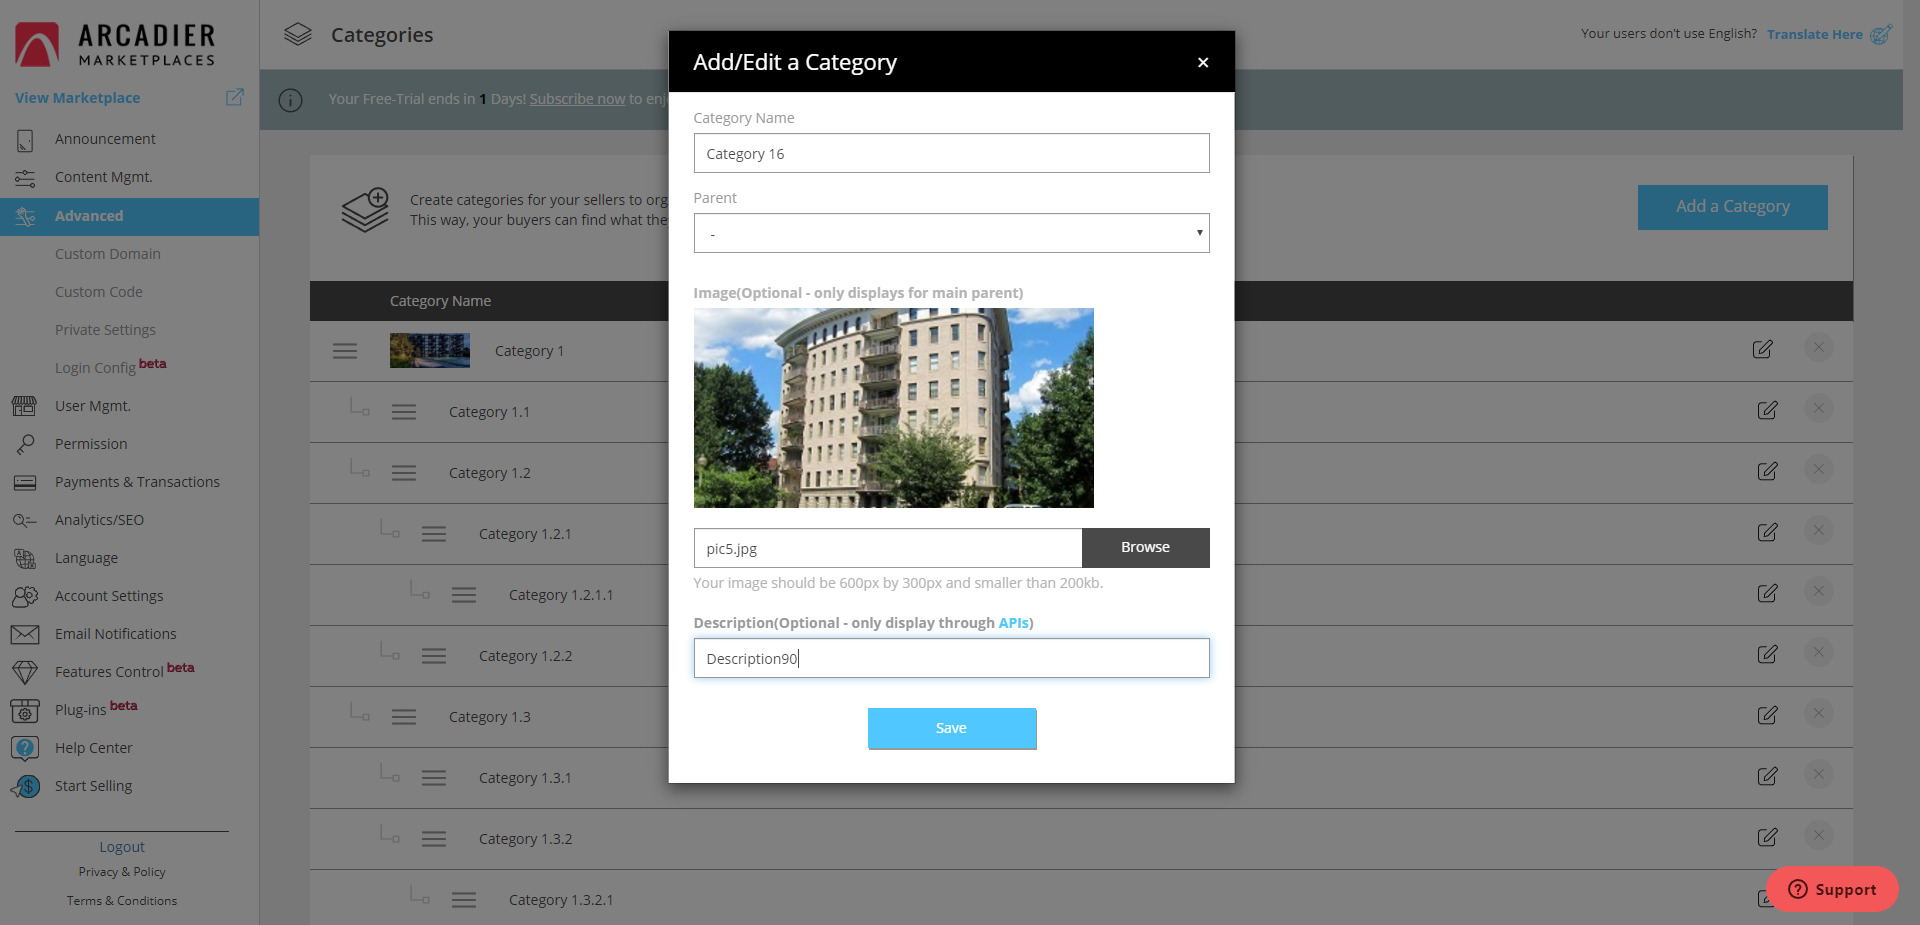 ARCADIER
MARKETPLACES
View Marketplace
Announcement
Content Mgmt.
Advanced
Custom Domain
Custom Code
Private Settings
Login Config beta
User Mgmt.
Permission
Payments & Transactions
Analytics/SEO
Language
Account Settings
Email Notifications
Features Control beta
Plug-ins beta
Help Center
Start Selling
Logout
Privacy & Policy
Terms & Conditions
Categories
Your users don't use English? Translate Here
Your Free-Trial ends in 1 Days! Subscribe now to
Create categories for your sellers to
This way, your buyers can find what
Add a Category
Category Name
Category 1
Category 1.1
Category 1.2
Category 1.2.1
Category 1.2.1.1
Category 1.2.2
Category 1.3
Category 1.3.1
Category 1.3.2
Category 1.3.2.1
Add/Edit a Category
Category Name
Category 16
Parent
-
Image(Optional - only displays for main parent)
pic5.jpg
Browse
Your image should be 600px by 300px and smaller than 200kb.
Description(Optional - only display through APIs)
Description90
Save
Support